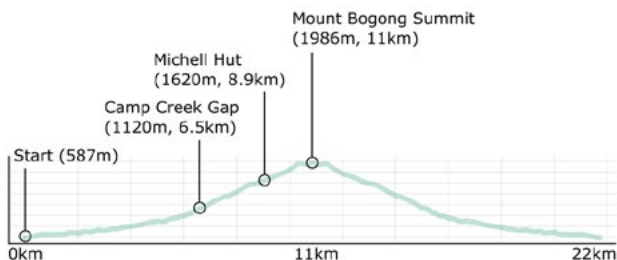 Mount Bogong Summit
(1986m, 11km)
Michell Hut
(1620m, 8.9km)
Camp Creek Gap
(1120m, 6.5km)
Start (587m)
0km
11km
22km